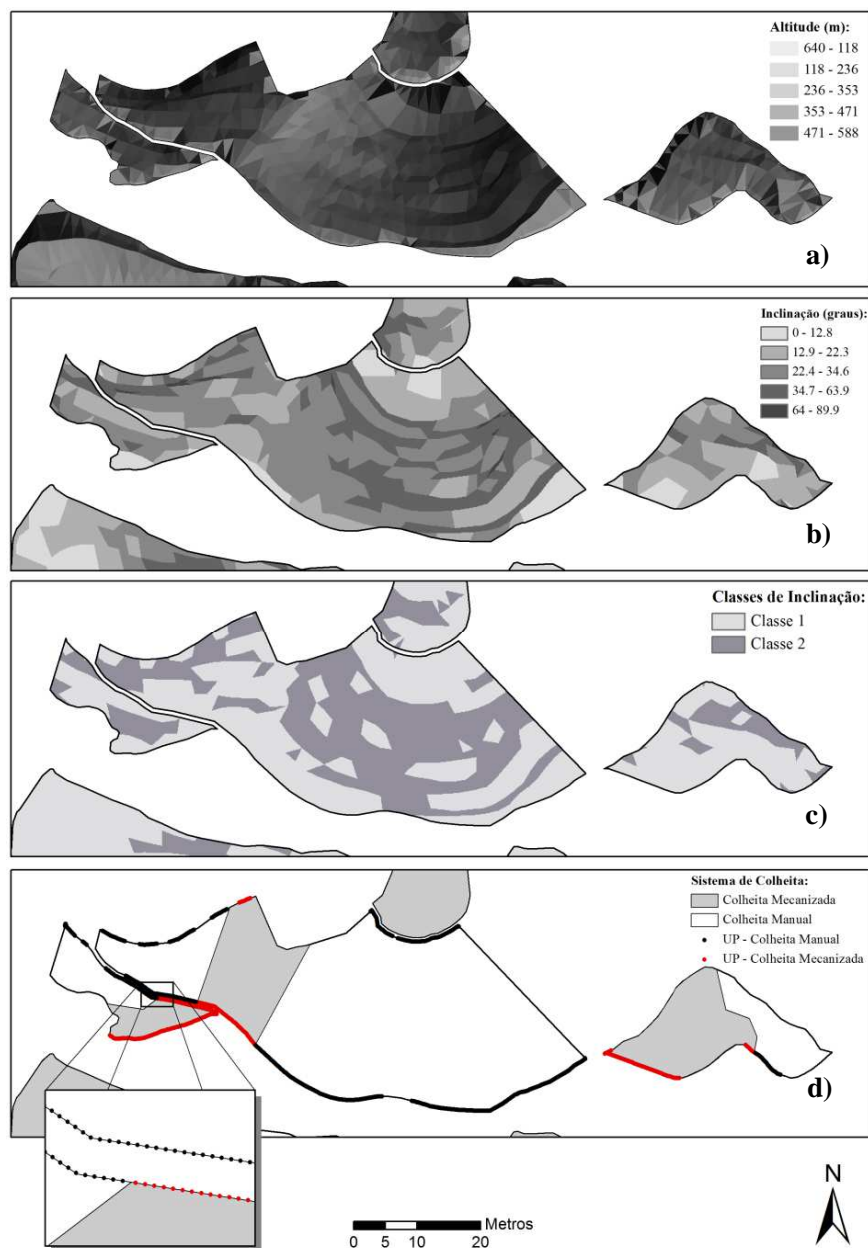 Altitude (m):
640 - 118
118 - 236
236 - 353
353 - 471
471 - 588
a)
Inclinação (graus):
0 - 12.8
12.9 - 22.3
22.4 - 34.6
34.7 - 63.9
64 - 89.9
b)
Classes de Inclinação:
Classe 1
Classe 2
c)
Sistema de Colheita:
Colheita Mecanizada
Colheita Manual
UP - Colheita Manual
UP - Colheita Mecanizada
d)
N
Metros
0 5 10 20